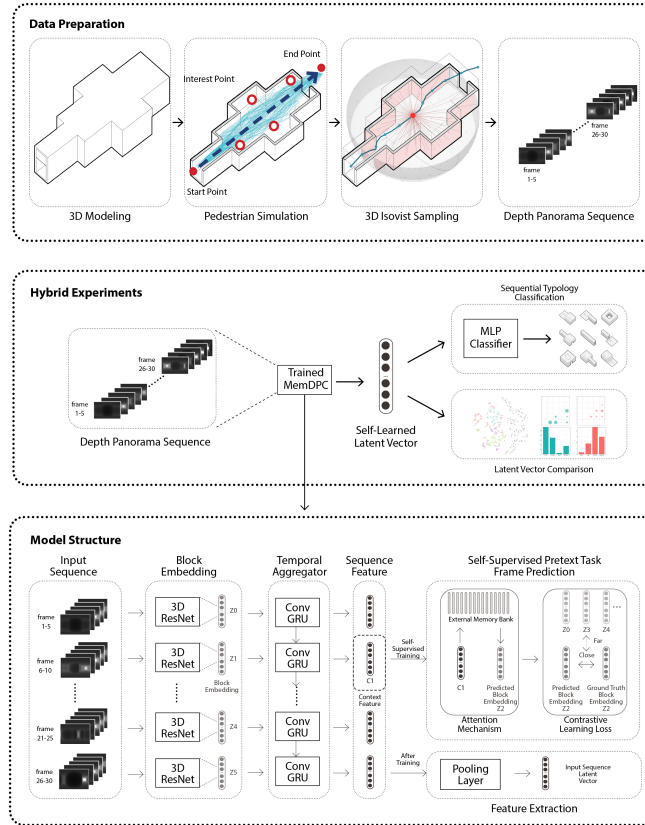 Data Preparation
End Point
Interest Point
Start Point
frame
26-30
frame
1-5
3D Modeling
Pedestrian Simulation
3D Isovist Sampling
Depth Panorama Sequence
Hybrid Experiments
Sequential Typology
Classification
MLP
Classifier
frame
26-30
frame
1-5
Trained
MemDPC
Depth Panorama Sequence
Self-Learned
Latent Vector
Latent Vector Comparison
Model Structure
Input
Sequence
Block
Embedding
Temporal
Aggregator
Sequence
Feature
Self-Supervised Pretext Task
Frame Prediction
frame
1-5
3D
ResNet
Z0
Conv
GRU
External Memory Bank
Z0
Z3
Z4
Far
Close
frame
6-10
3D
ResNet
Z1
Block
Embedding
Conv
GRU
C1
Context
Feature
Self-
Supervised
Training
C1
Predicted
Block
Embedding
Z2
Attention
Mechanism
Predicted
Block
Embedding
Z2
Ground Truth
Block
Embedding
Z2
Contrastive
Learning Loss
frame
21-25
3D
ResNet
Z4
Conv
GRU
frame
26-30
3D
ResNet
Z5
Conv
GRU
After
Training
Pooling
Layer
Input Sequence
Latent
Vector
Feature Extraction